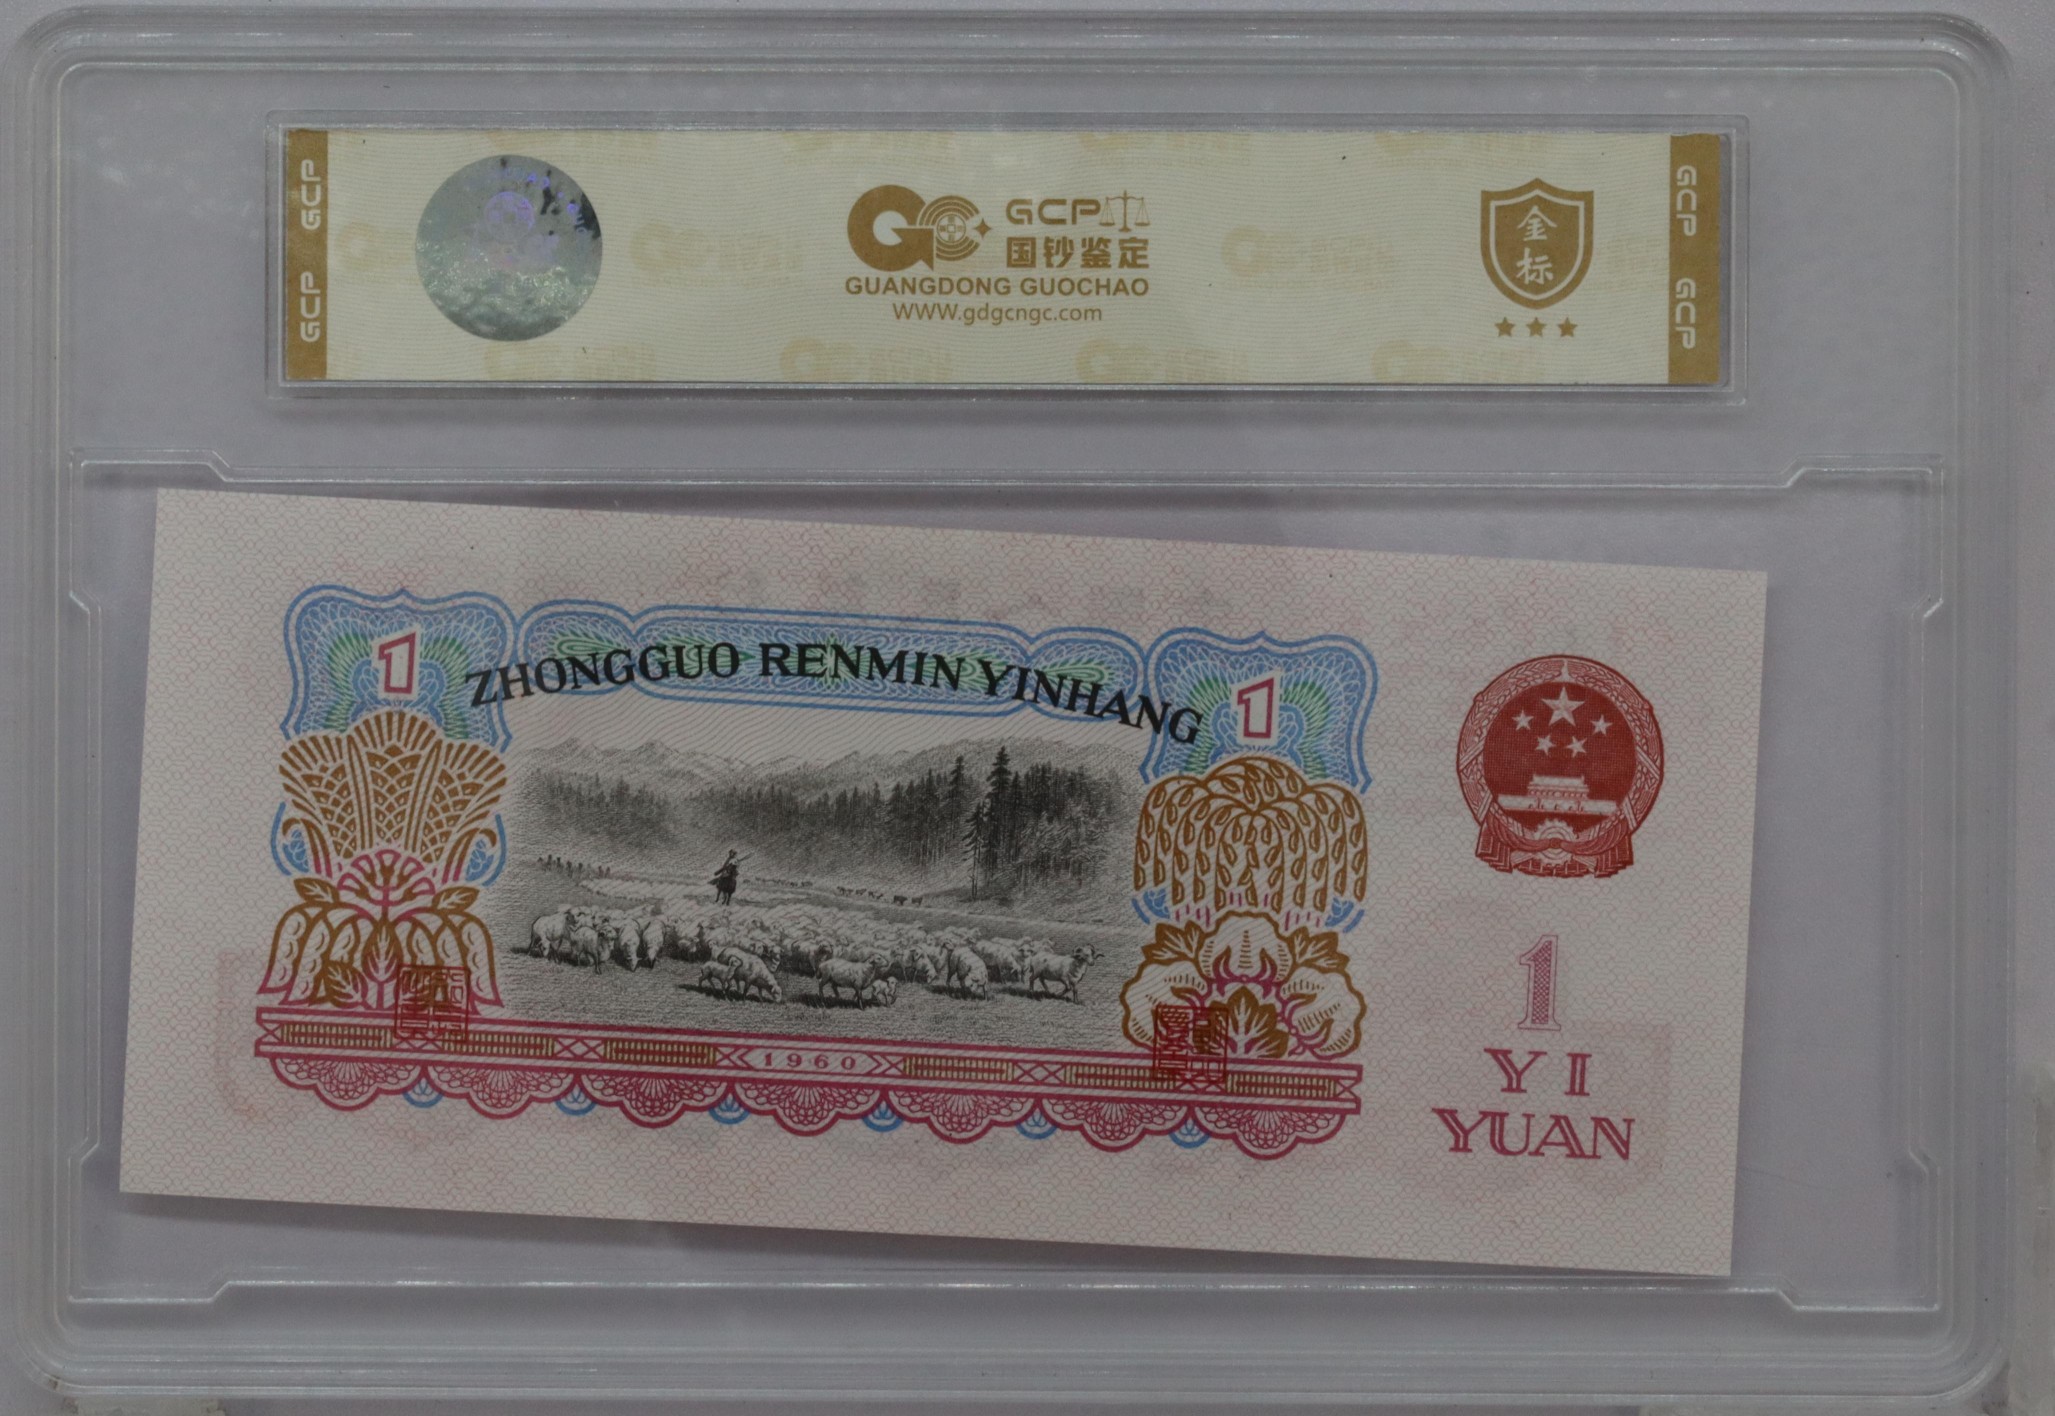 GCP GCP
GCP
国钞鉴定
GUANGDONG GUOCHAO
WWW.gdgcngc.com
金
标
GCP GCP
1
ZHONGGUO RENMIN YINHANG
1
1960
1
YI
YUAN